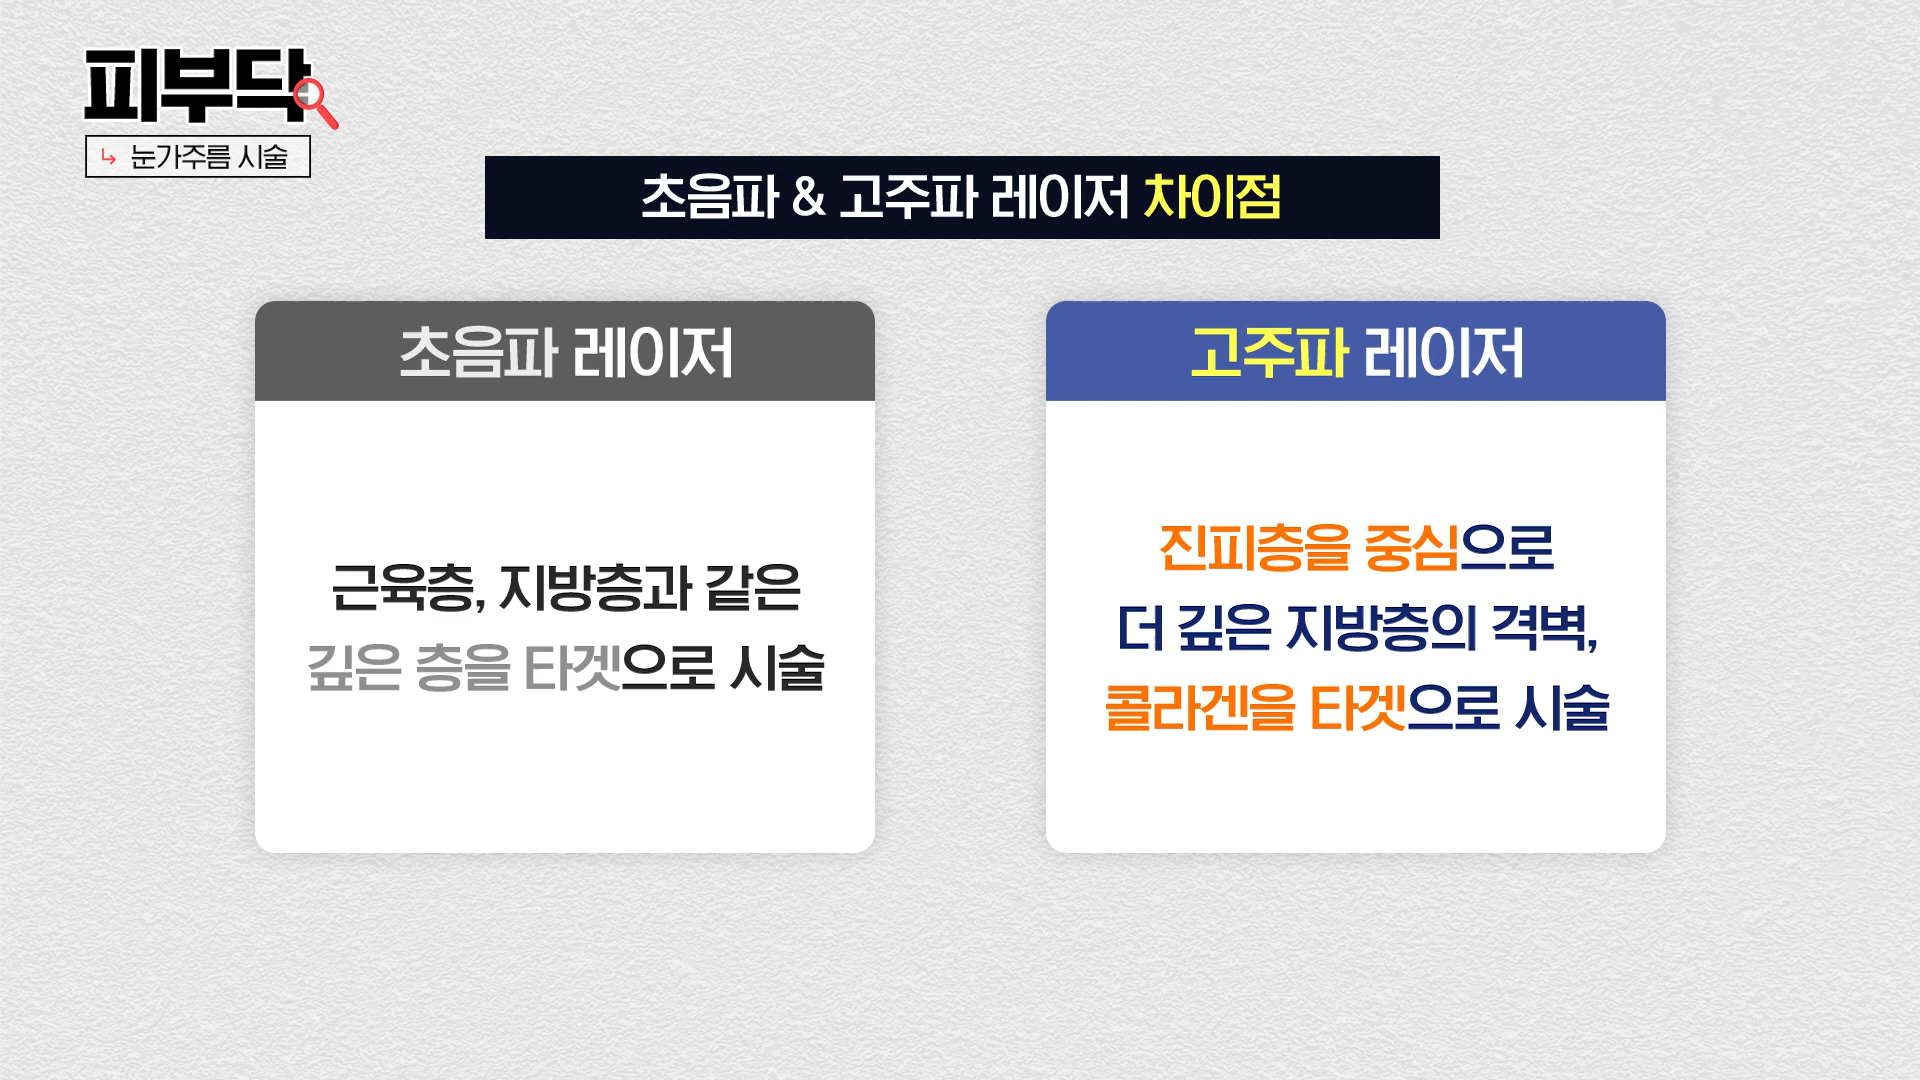 피부닥
↳ 눈가주름 시술
초음파 & 고주파 레이저 차이점
초음파 레이저
근육층, 지방층과 같은
깊은 층을 타겟으로 시술
고주파 레이저
진피층을 중심으로
더 깊은 지방층의 격벽,
콜라겐을 타겟으로 시술